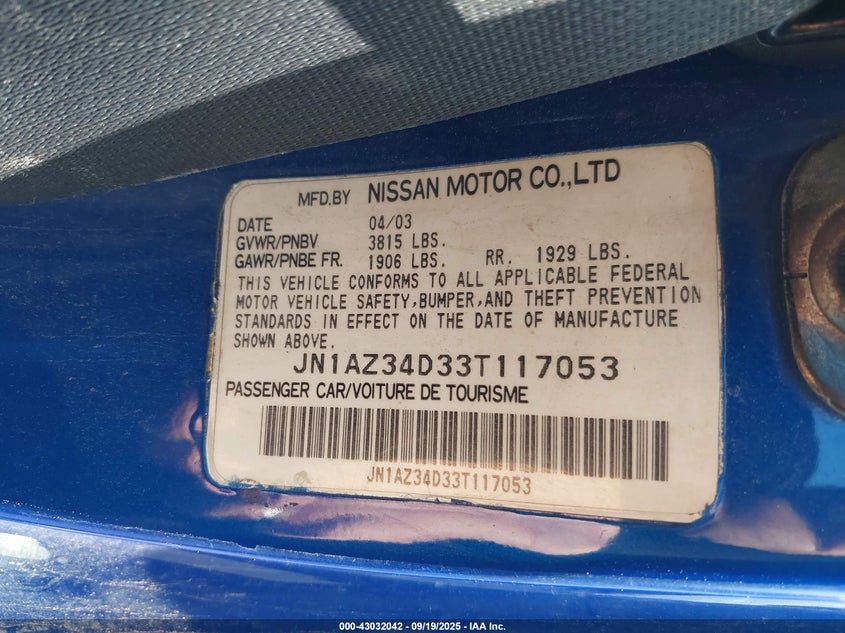 MFD.BY NISSAN MOTOR CO.,LTD
DATE 04/03
GVWR/PNBV 3815 LBS.
GAWR/PNBE FR. 1906 LBS. RR. 1929 LBS.
THIS VEHICLE CONFORMS TO ALL APPLICABLE FEDERAL
MOTOR VEHICLE SAFETY,BUMPER,AND THEFT PREVENTION
STANDARDS IN EFFECT ON THE DATE OF MANUFACTURE
SHOWN ABOVE.
JN1AZ34D33T117053
PASSENGER CAR/VOITURE DE TOURISME
JN1AZ34D33T117053
000-43032042 - 09/19/2025 - IAA Inc.